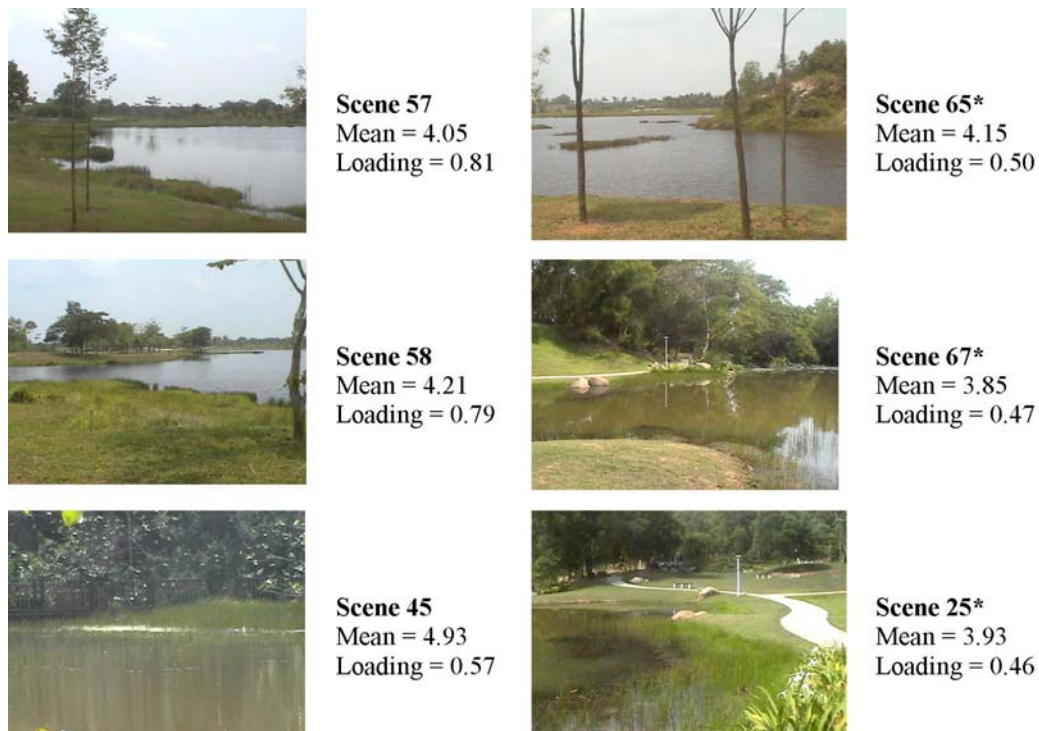 Scene 57
Mean = 4.05
Loading = 0.81
Scene 65*
Mean = 4.15
Loading = 0.50
Scene 58
Mean = 4.21
Loading = 0.79
Scene 67*
Mean = 3.85
Loading = 0.47
Scene 45
Mean = 4.93
Loading = 0.57
Scene 25*
Mean = 3.93
Loading = 0.46